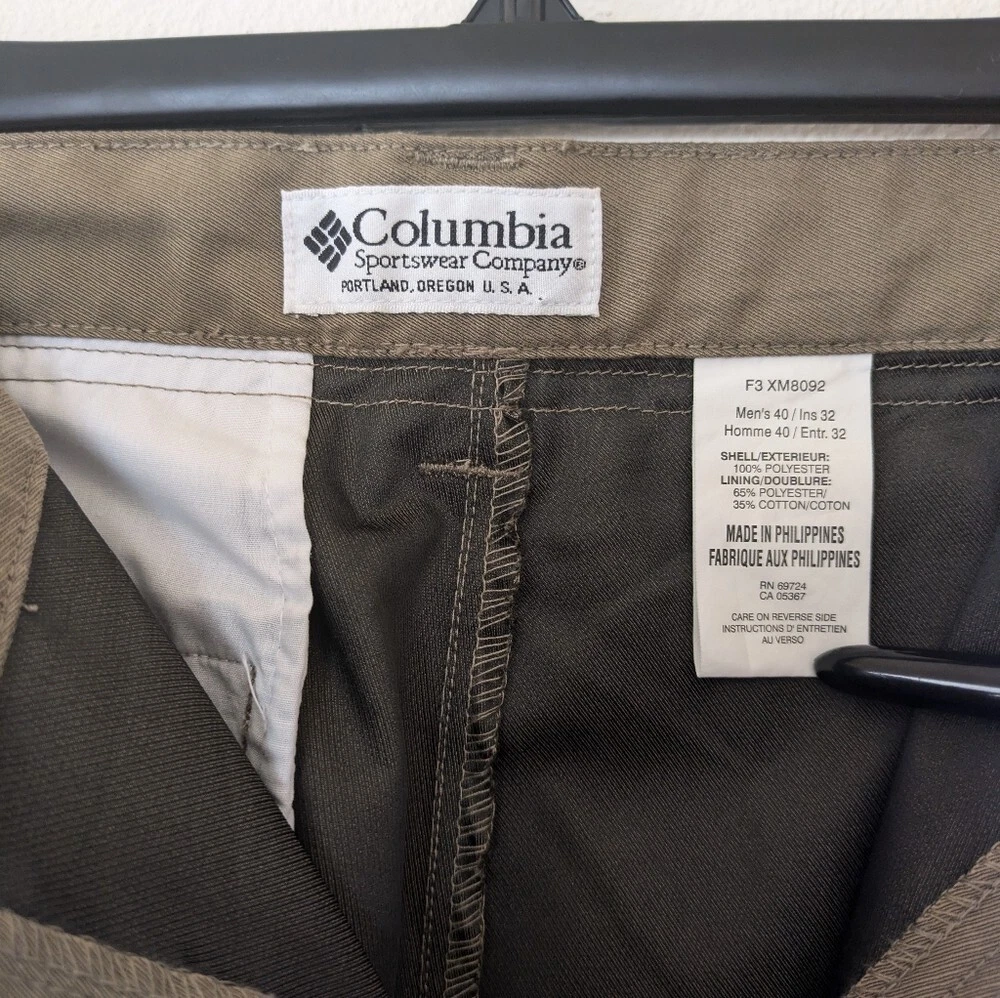 Columbia
Sportswear Company®
PORTLAND, OREGON U.S.A.
F3 XM8092
Men's 40 / Ins 32
Homme 40 / Entr. 32
SHELL/EXTERIEUR:
100% POLYESTER
LINING/DOUBLURE:
65% POLYESTER/
35% COTTON/COTON
MADE IN PHILIPPINES
FABRIQUE AUX PHILIPPINES
RN 69724
CA 05367
CARE ON REVERSE SIDE
INSTRUCTIONS D' ENTRETIEN
AU VERSO